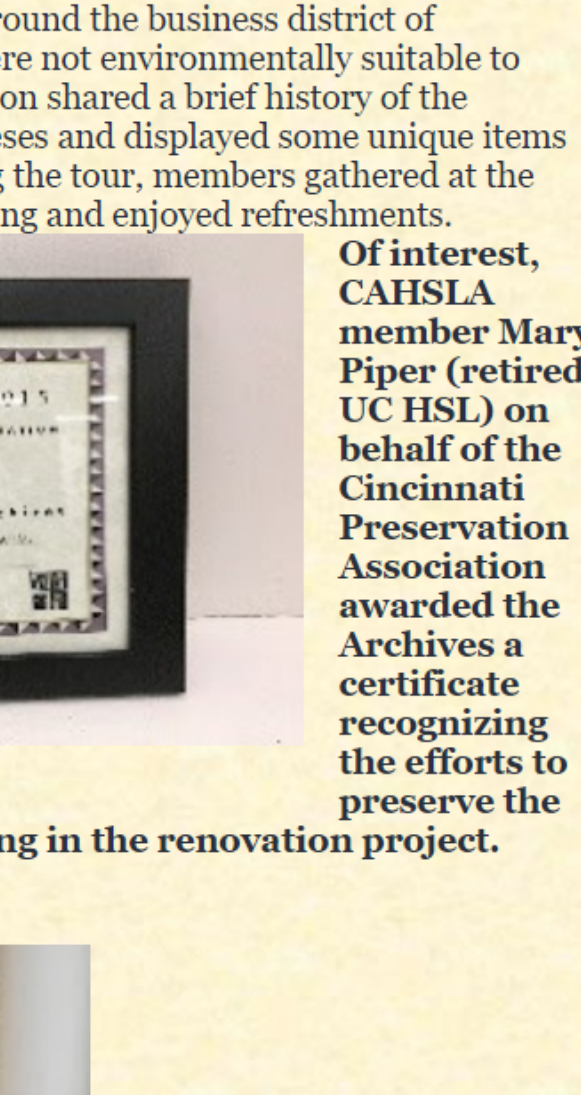 round the business district of
ere not environmentally suitable to
on shared a brief history of the
eses and displayed some unique items
g the tour, members gathered at the
ng and enjoyed refreshments.
Of interest,
CAHSLA
member Mary
Piper (retired
UC HSL) on
behalf of the
Cincinnati
Preservation
Association
awarded the
Archives a
certificate
recognizing
the efforts to
preserve the
ng in the renovation project.